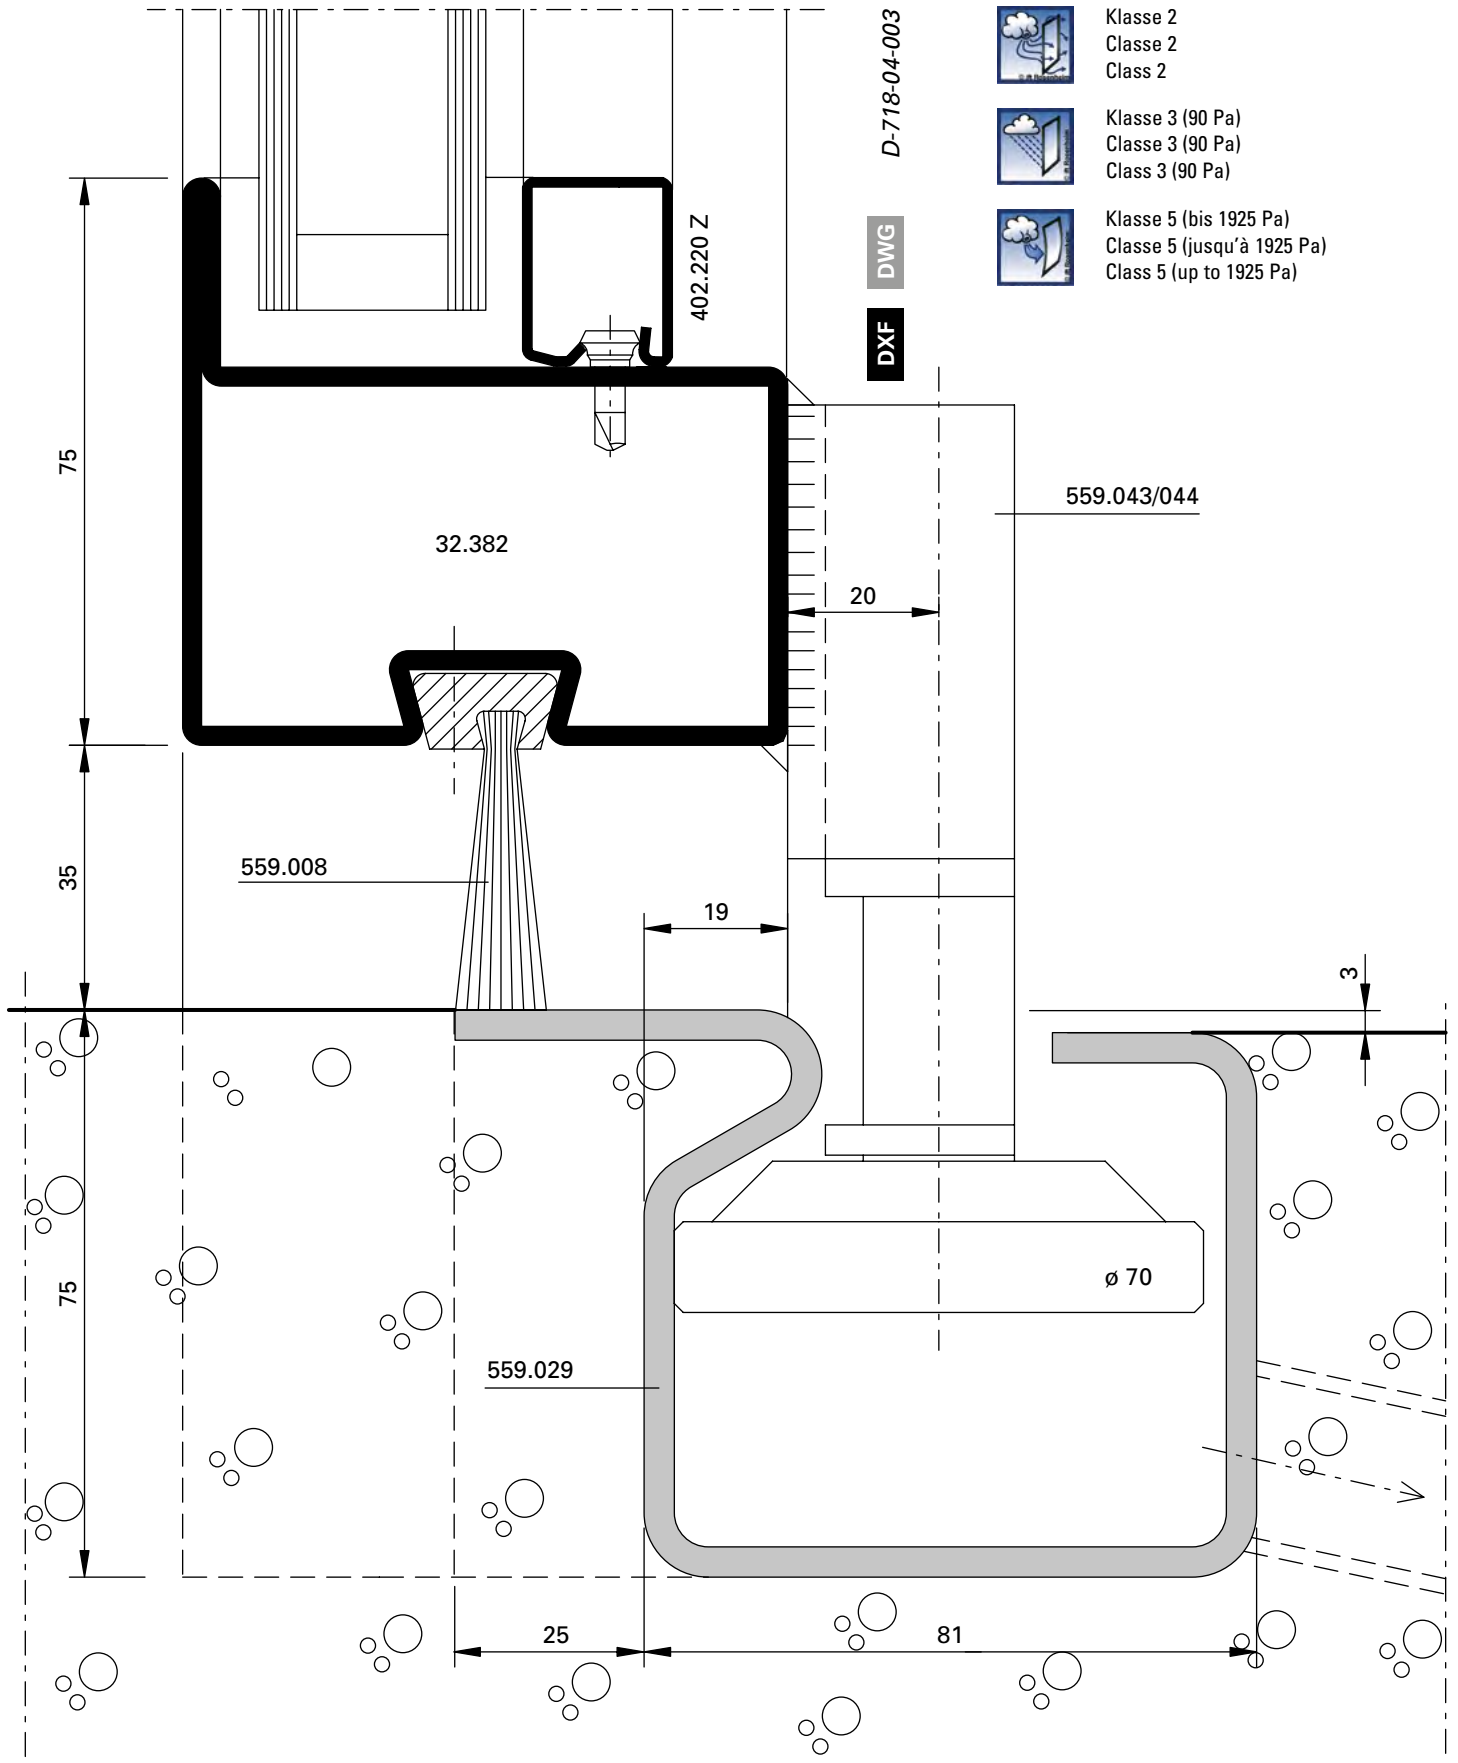 Klasse 2
Classe 2
Class 2
D-718-04-003
Klasse 3 (90 Pa)
Classe 3 (90 Pa)
Class 3 (90 Pa)
Klasse 5 (bis 1925 Pa)
Classe 5 (jusqu'à 1925 Pa)
Class 5 (up to 1925 Pa)
DWG
DXF
402.220 Z
75
559.043/044
32.382
20
559.008
35
19
3
75
ø 70
559.029
25
81